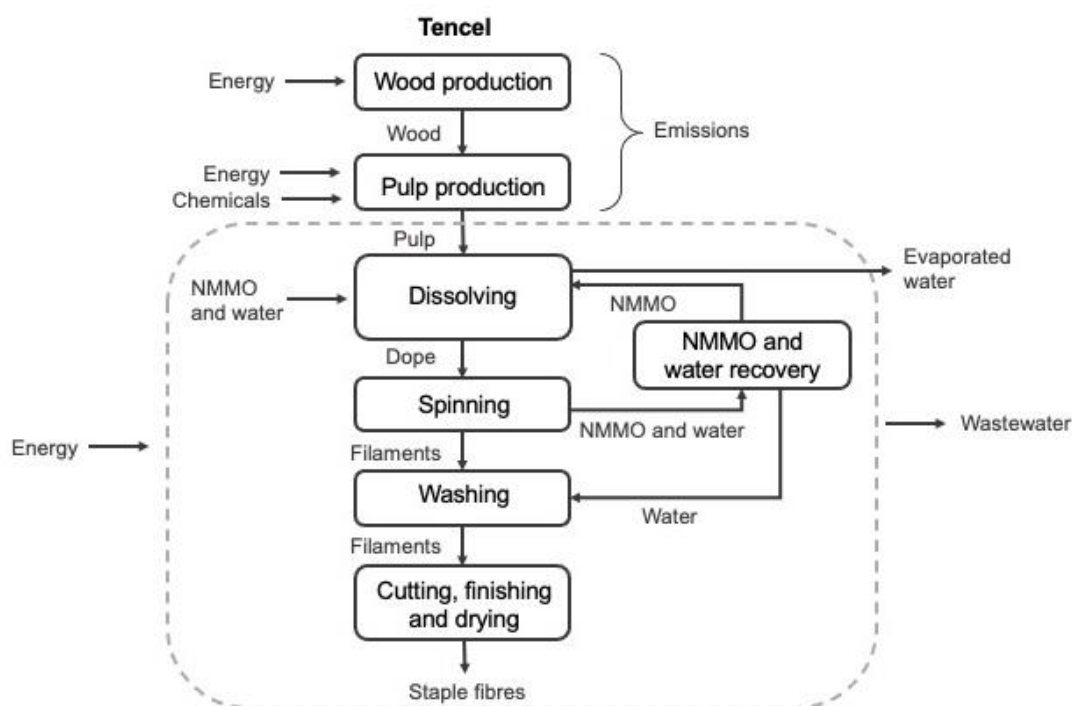 Tencel
Energy
Wood production
Wood
Emissions
Energy
Chemicals
Pulp production
Pulp
Evaporated
water
NMMO
and water
Dissolving
NMMO
NMMO and
water recovery
Dope
Spinning
NMMO and water
Energy
Wastewater
Filaments
Washing
Water
Filaments
Cutting, finishing
and drying
Staple fibres